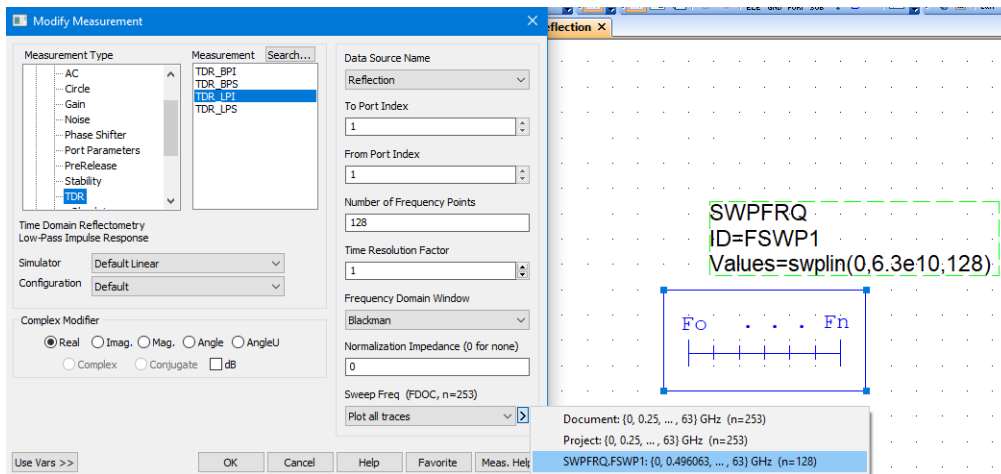 Modify Measurement
Measurement Type
AC
Circle
Gain
Noise
Phase Shifter
Port Parameters
PreRelease
Stability
TDR
Measurement
Search...
TDR_BPI
TDR_BPS
TDR_LPI
TDR_LPS
Time Domain Reflectometry
Low-Pass Impulse Response
Simulator
Default Linear
Configuration
Default
Complex Modifier
Real Imag. Mag. Angle AngleU
Complex Conjugate dB
Data Source Name
Reflection
To Port Index
1
From Port Index
1
Number of Frequency Points
128
Time Resolution Factor
1
Frequency Domain Window
Blackman
Normalization Impedance (0 for none)
0
Sweep Freq (FDOC, n=253)
Plot all traces
Use Vars >>
OK
Cancel
Help
Favorite
Meas. Help
ELE GND PORT SUB
eflection
SWPFRQ
ID=FSWP1
Values=swplin(0,6.3e10,128)
Fo . . . Fn
Document: {0, 0.25, ... , 63} GHz (n=253)
Project: {0, 0.25, ... , 63} GHz (n=253)
SWPFRQ.FSWP1: {0, 0.496063, ... , 63} GHz (n=128)